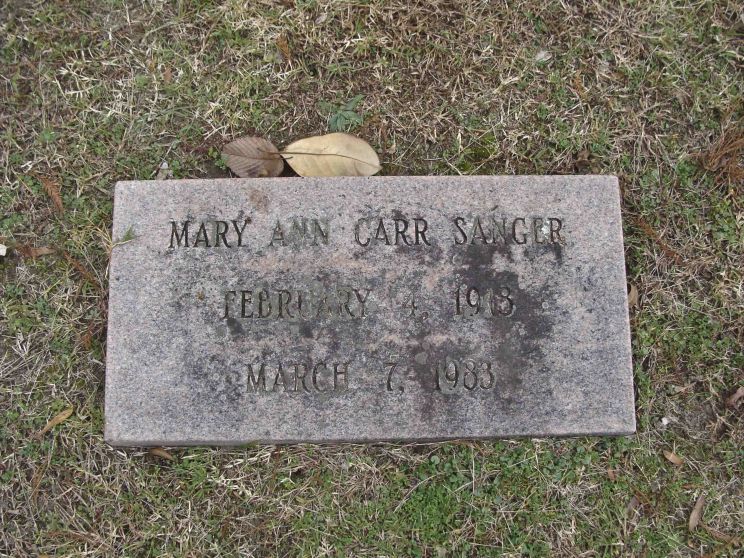 MARY ANN CARR SANGER
FEBRUARY 4, 1913
MARCH 7, 1983